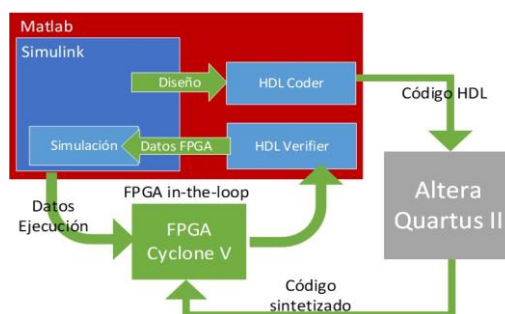 Matlab
Simulink
Diseño
HDL Coder
Código HDL
Simulación
Datos FPGA
HDL Verifier
FPGA in-the-loop
Datos
Ejecución
FPGA
Cyclone V
Altera
Quartus II
Código
sintetizado